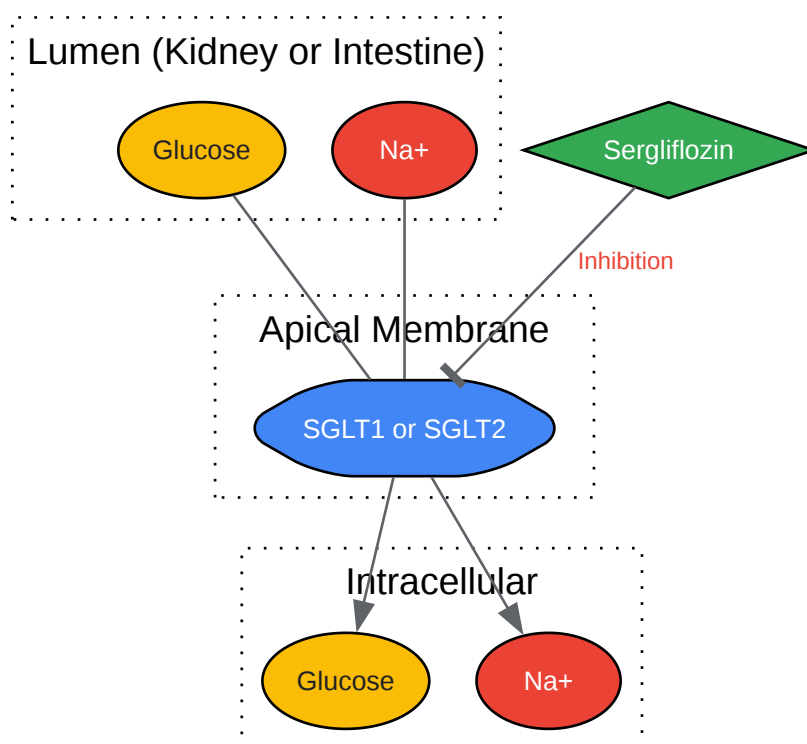 Lumen (Kidney or Intestine)
Glucose
Na+
Sergliflozin
Inhibition
Apical Membrane
SGLT1 or SGLT2
Intracellular
Glucose
Na+